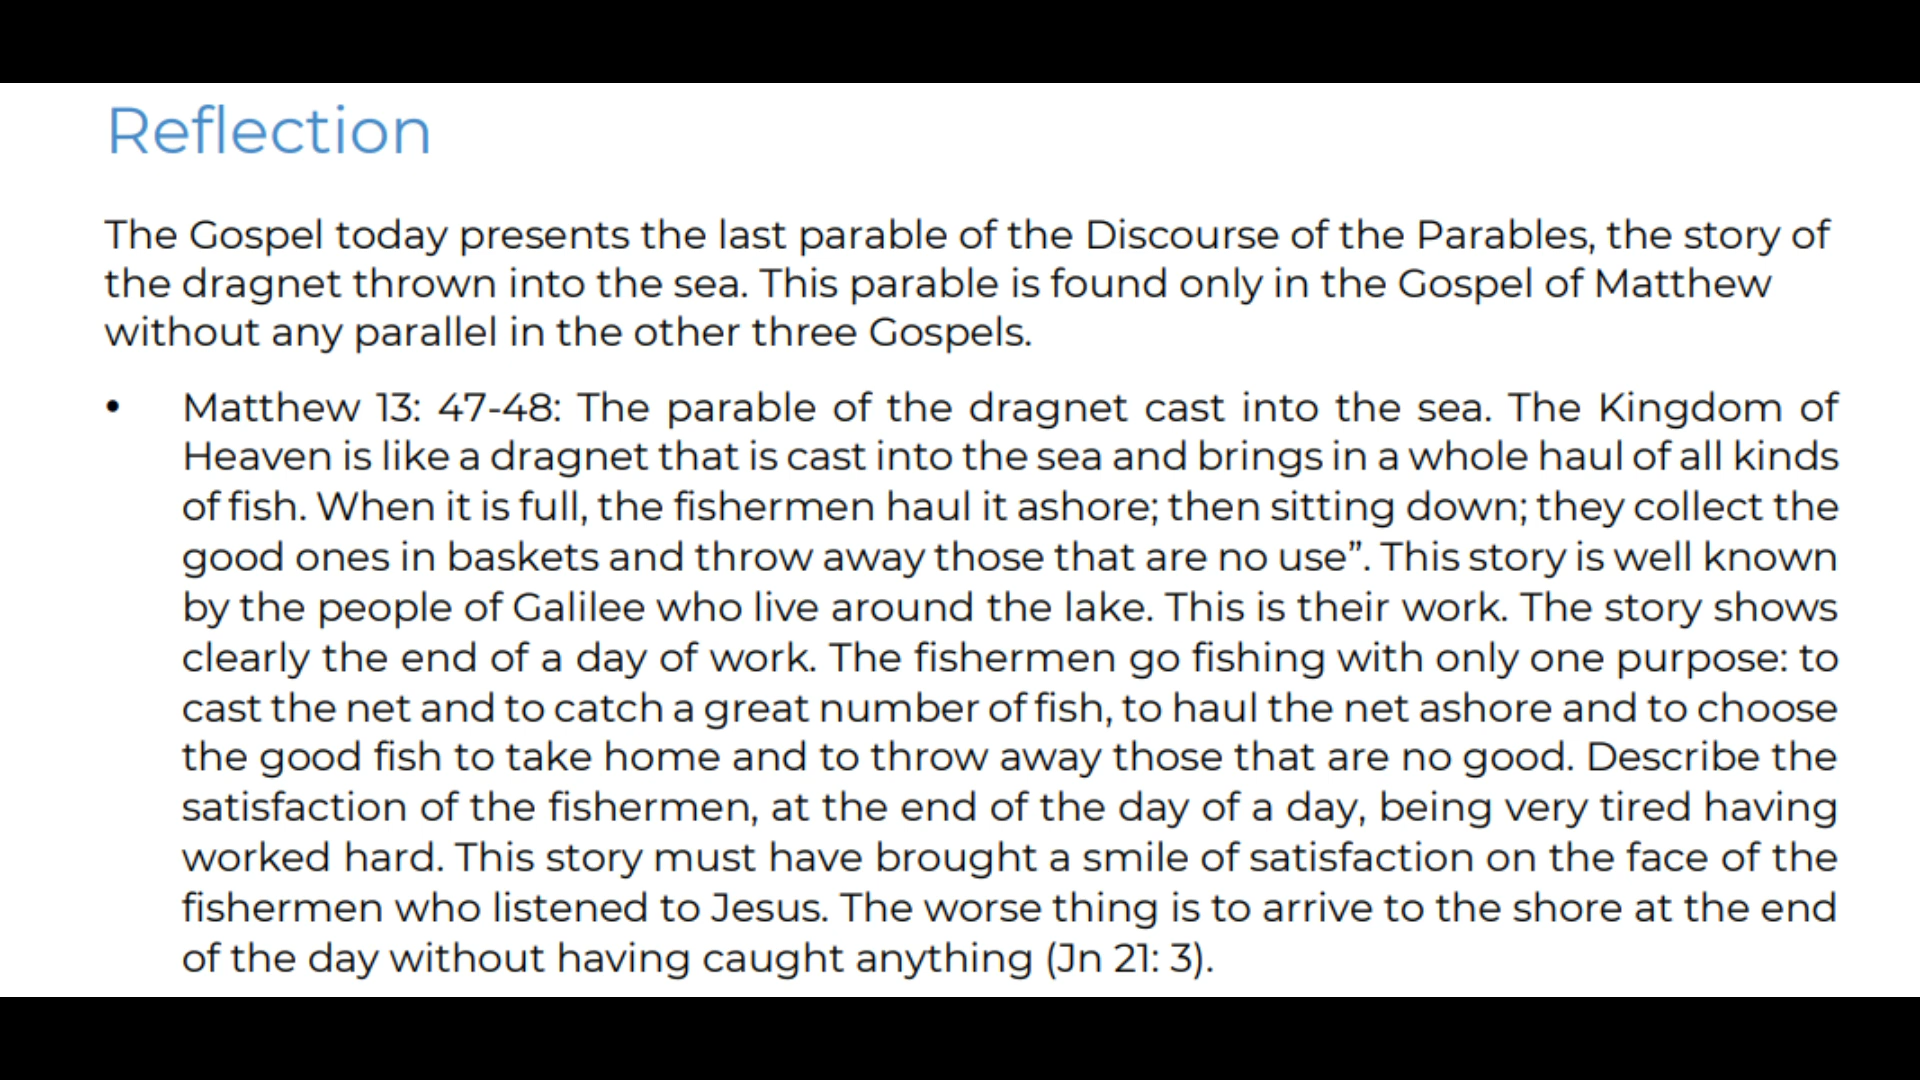 Reflection
The Gospel today presents the last parable of the Discourse of the Parables, the story of
the dragnet thrown into the sea. This parable is found only in the Gospel of Matthew
without any parallel in the other three Gospels.
• Matthew 13: 47-48: The parable of the dragnet cast into the sea. The Kingdom of
Heaven is like a dragnet that is cast into the sea and brings in a whole haul of all kinds
of fish. When it is full, the fishermen haul it ashore; then sitting down; they collect the
good ones in baskets and throw away those that are no use”. This story is well known
by the people of Galilee who live around the lake. This is their work. The story shows
clearly the end of a day of work. The fishermen go fishing with only one purpose: to
cast the net and to catch a great number of fish, to haul the net ashore and to choose
the good fish to take home and to throw away those that are no good. Describe the
satisfaction of the fishermen, at the end of the day of a day, being very tired having
worked hard. This story must have brought a smile of satisfaction on the face of the
fishermen who listened to Jesus. The worse thing is to arrive to the shore at the end
of the day without having caught anything (Jn 21: 3).